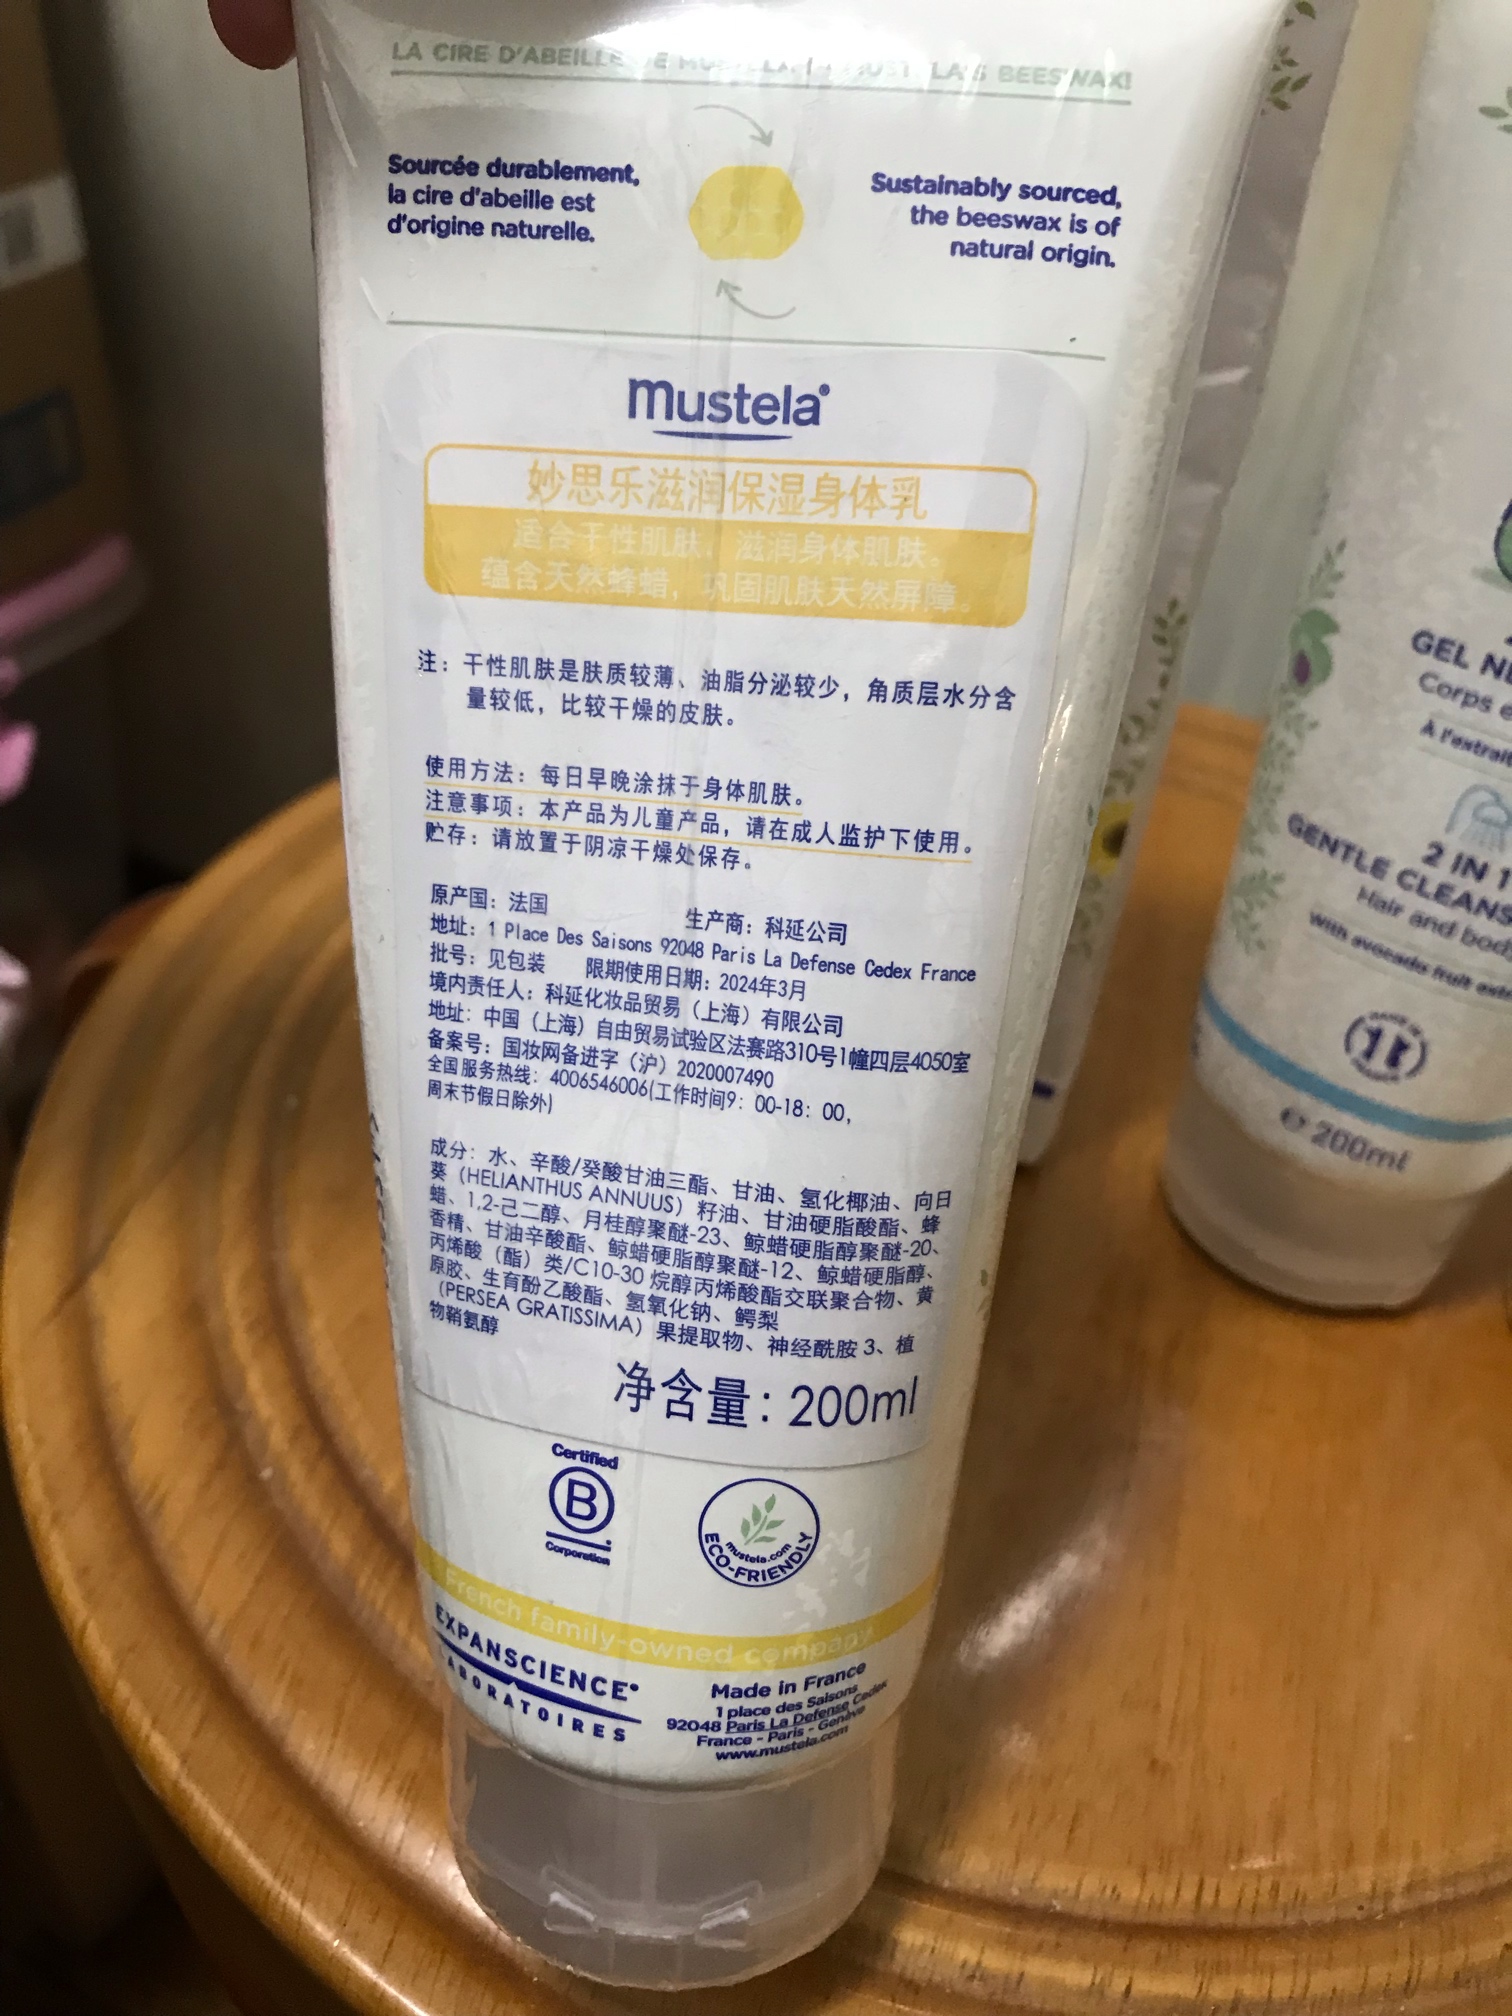 LA CIRE D'ABEILLE DE MUSTELA | MUSTELA'S BEESWAX!
Sourcée durablement,
la cire d'abeille est
d'origine naturelle.
Sustainably sourced,
the beeswax is of
natural origin.
mustela
妙思乐滋润保湿身体乳
适合干性肌肤、滋润身体肌肤。
蕴含天然蜂蜡，巩固肌肤天然屏障。
注：干性肌肤是肤质较薄、油脂分泌较少，角质层水分含
量较低，比较干燥的皮肤。
使用方法：每日早晚涂抹于身体肌肤。
注意事项：本产品为儿童产品，请在成人监护下使用。
贮存：请放置于阴凉干燥处保存。
原产国：法国 生产商：科延公司
地址：1 Place Des Saisons 92048 Paris La Defense Cedex France
批号：见包装 限期使用日期：2024年3月
境内责任人：科延化妆品贸易（上海）有限公司
地址：中国（上海）自由贸易试验区法赛路310号1幢四层4050室
备案号：国妆网备进字（沪）2020007490
全国服务热线：4006546006(工作时间9：00-18：00，
周末节假日除外)
成分：水、辛酸/癸酸甘油三酯、甘油、氢化椰油、向日
葵（HELIANTHUS ANNUUS）籽油、甘油硬脂酸酯、蜂
蜡、1,2-己二醇、月桂醇聚醚-23、鲸蜡硬脂醇聚醚-20、
香精、甘油辛酸酯、鲸蜡硬脂醇聚醚-12、鲸蜡硬脂醇、
丙烯酸（酯）类/C10-30 烷醇丙烯酸酯交联聚合物、黄
原胶、生育酚乙酸酯、氢氧化钠、鳄梨
（PERSEA GRATISSIMA）果提取物、神经酰胺 3、植
物鞘氨醇
净含量：200ml
Certified
B
Corporation
mustela.com
ECO-FRIENDLY
French family-owned company
EXPANSCIENCE
LABORATOIRES
Made in France
1 place des Saisons
92048 Paris La Défense Cedex
France - Paris - Genève
www.mustela.com
GEL
Corps
À l'extrait
2 IN 1
GENTLE
Hair and body
with avocado fruit
200ml